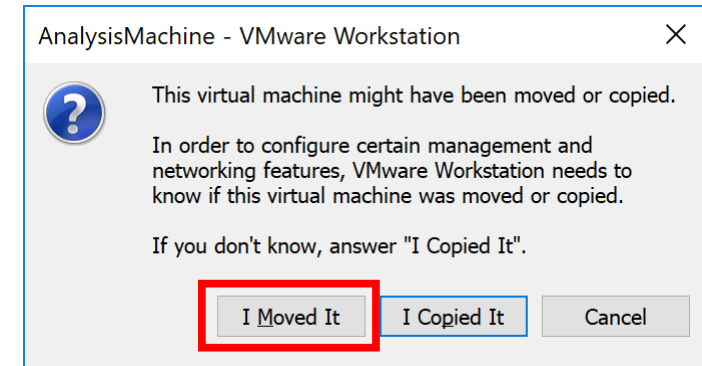 AnalysisMachine - VMware Workstation
This virtual machine might have been moved or copied.
In order to configure certain management and
networking features, VMware Workstation needs to
know if this virtual machine was moved or copied.
If you don't know, answer "I Copied It".
I Moved It
I Copied It
Cancel